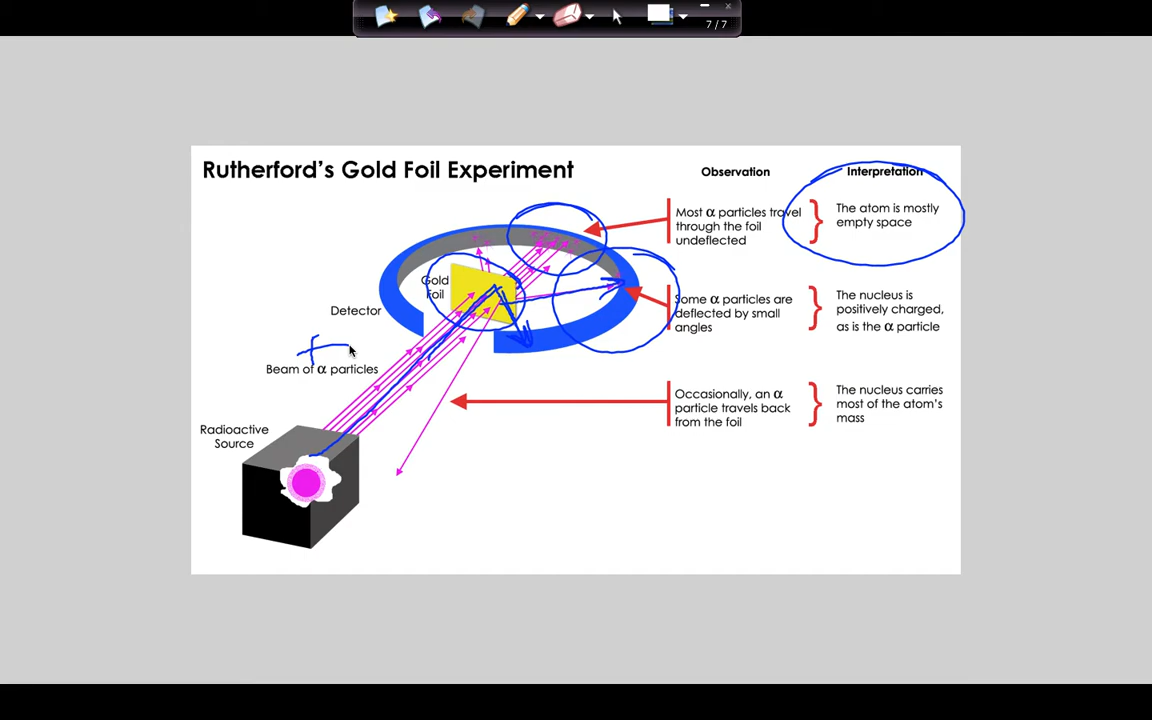 7 / 7
Rutherford's Gold Foil Experiment
Observation
Interpretation
Most α particles travel
through the foil
undeflected
The atom is mostly
empty space
Gold
Foil
Detector
Some α particles are
deflected by small
angles
The nucleus is
positively charged,
as is the α particle
+
Beam of α particles
Occasionally, an α
particle travels back
from the foil
The nucleus carries
most of the atom's
mass
Radioactive
Source